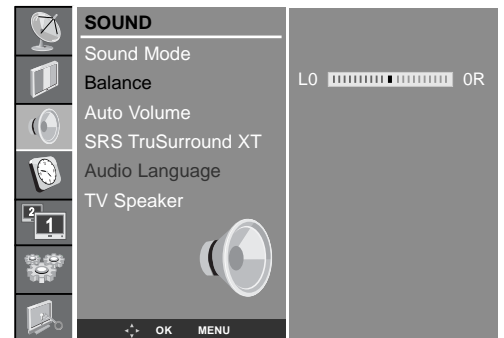 SOUND
Sound Mode
Balance
L0 0R
Auto Volume
SRS TruSurround XT
Audio Language
TV Speaker
2
1
OK MENU